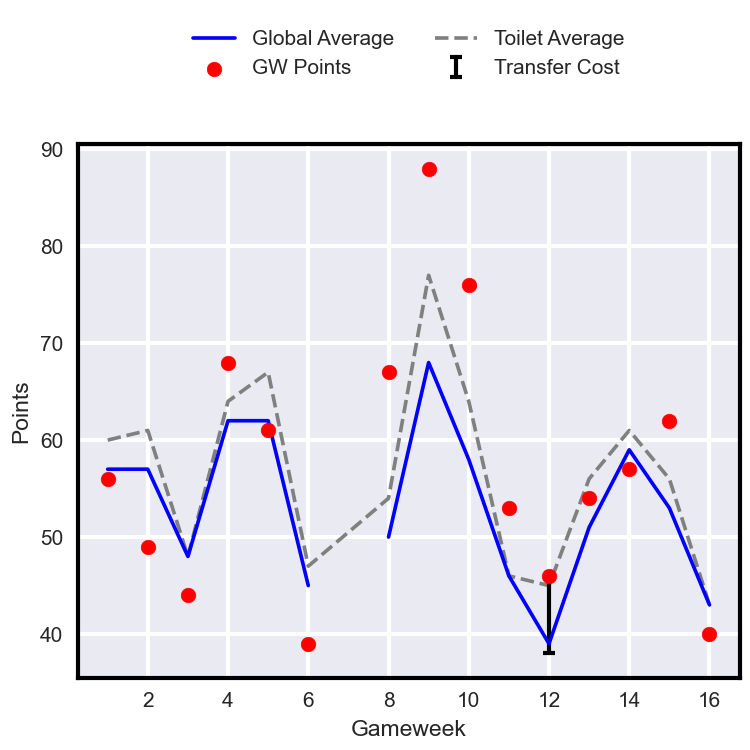 Global Average
Toilet Average
GW Points
Transfer Cost
90
80
70
60
50
40
Points
2 4 6 8 10 12 14 16
Gameweek